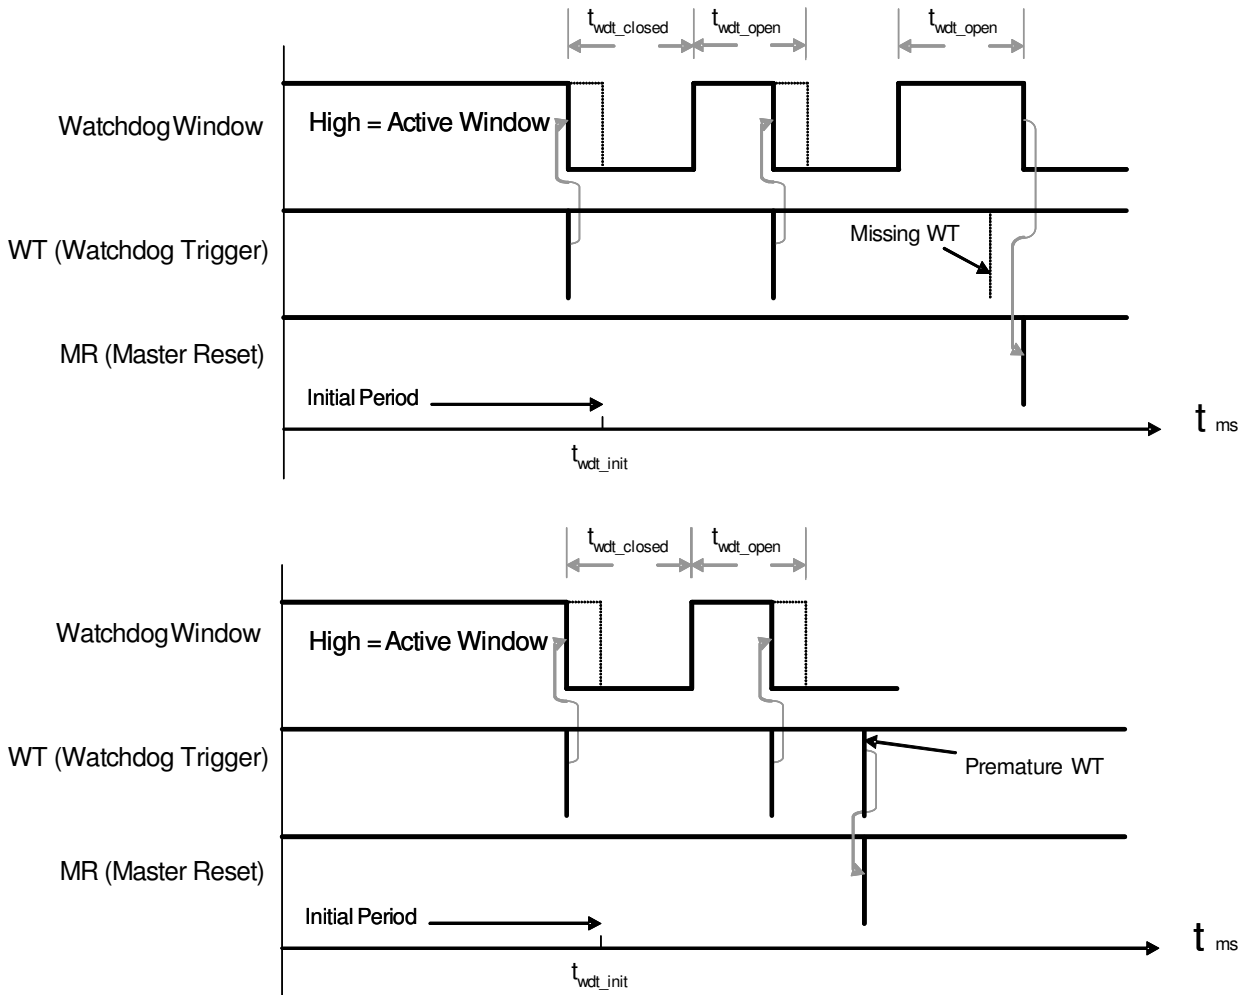 twdt_closed twdt_open twdt_open
Watchdog Window
High = Active Window
WT (Watchdog Trigger)
Missing WT
MR (Master Reset)
Initial Period
t ms
twdt_init
twdt_closed twdt_open
Watchdog Window
High = Active Window
WT (Watchdog Trigger)
Premature WT
MR (Master Reset)
Initial Period
t ms
twdt_init